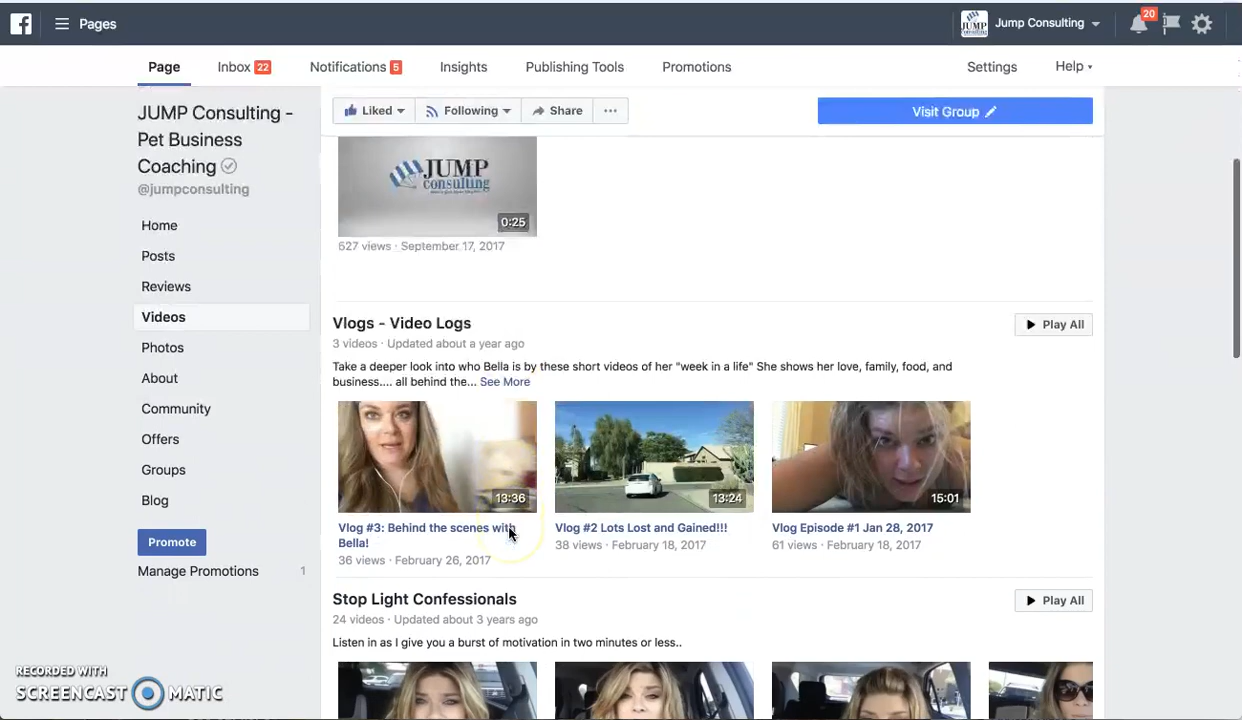 Pages
Jump Consulting
20
Page
Inbox 22
Notifications 5
Insights
Publishing Tools
Promotions
Settings
Help
JUMP Consulting -
Pet Business
Coaching
@jumpconsulting
Home
Posts
Reviews
Videos
Photos
About
Community
Offers
Groups
Blog
Promote
Manage Promotions 1
Liked
Following
Share
Visit Group
JUMP
consulting
0:25
527 views · September 17, 2017
Vlogs - Video Logs
Play All
3 videos · Updated about a year ago
Take a deeper look into who Bella is by these short videos of her "week in a life" She shows her love, family, food, and
business.... all behind the... See More
13:36
13:24
15:01
Vlog #3: Behind the scenes with
Bella!
36 views · February 26, 2017
Vlog #2 Lots Lost and Gained!!!
38 views · February 18, 2017
Vlog Episode #1 Jan 28, 2017
61 views · February 18, 2017
Stop Light Confessionals
Play All
24 videos · Updated about 3 years ago
Listen in as I give you a burst of motivation in two minutes or less..
RECORDED WITH
SCREENCAST MATIC